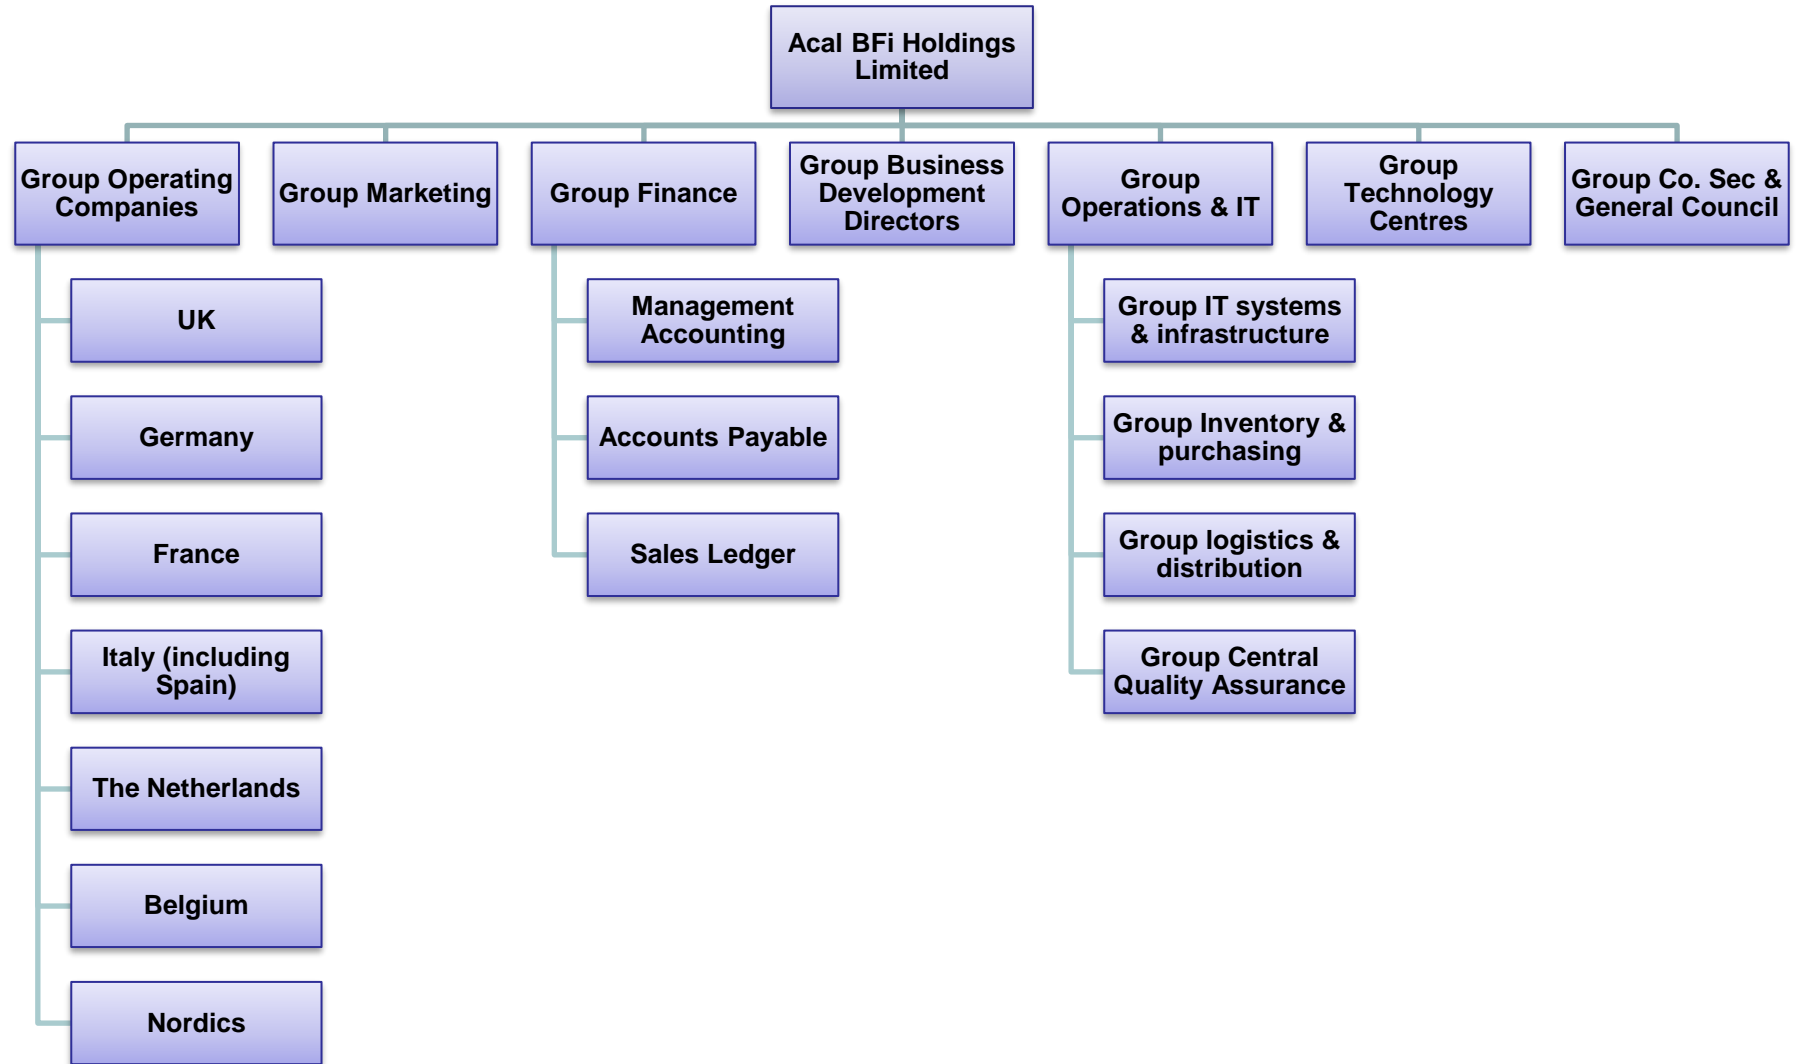 Acal BFi Holdings
Limited
Group Operating
Companies
Group Marketing
Group Finance
Group Business
Development
Directors
Group
Operations & IT
Group
Technology
Centres
Group Co. Sec &
General Council
UK
Germany
France
Italy (including
Spain)
The Netherlands
Belgium
Nordics
Management
Accounting
Accounts Payable
Sales Ledger
Group IT systems
& infrastructure
Group Inventory &
purchasing
Group logistics &
distribution
Group Central
Quality Assurance